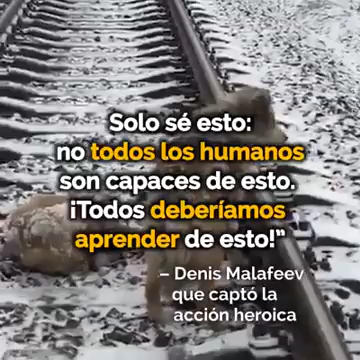 Solo sé esto:
no todos los humanos
son capaces de esto.
¡Todos deberíamos
aprender de esto!”
– Denis Malafeev
que captó la
acción heroica